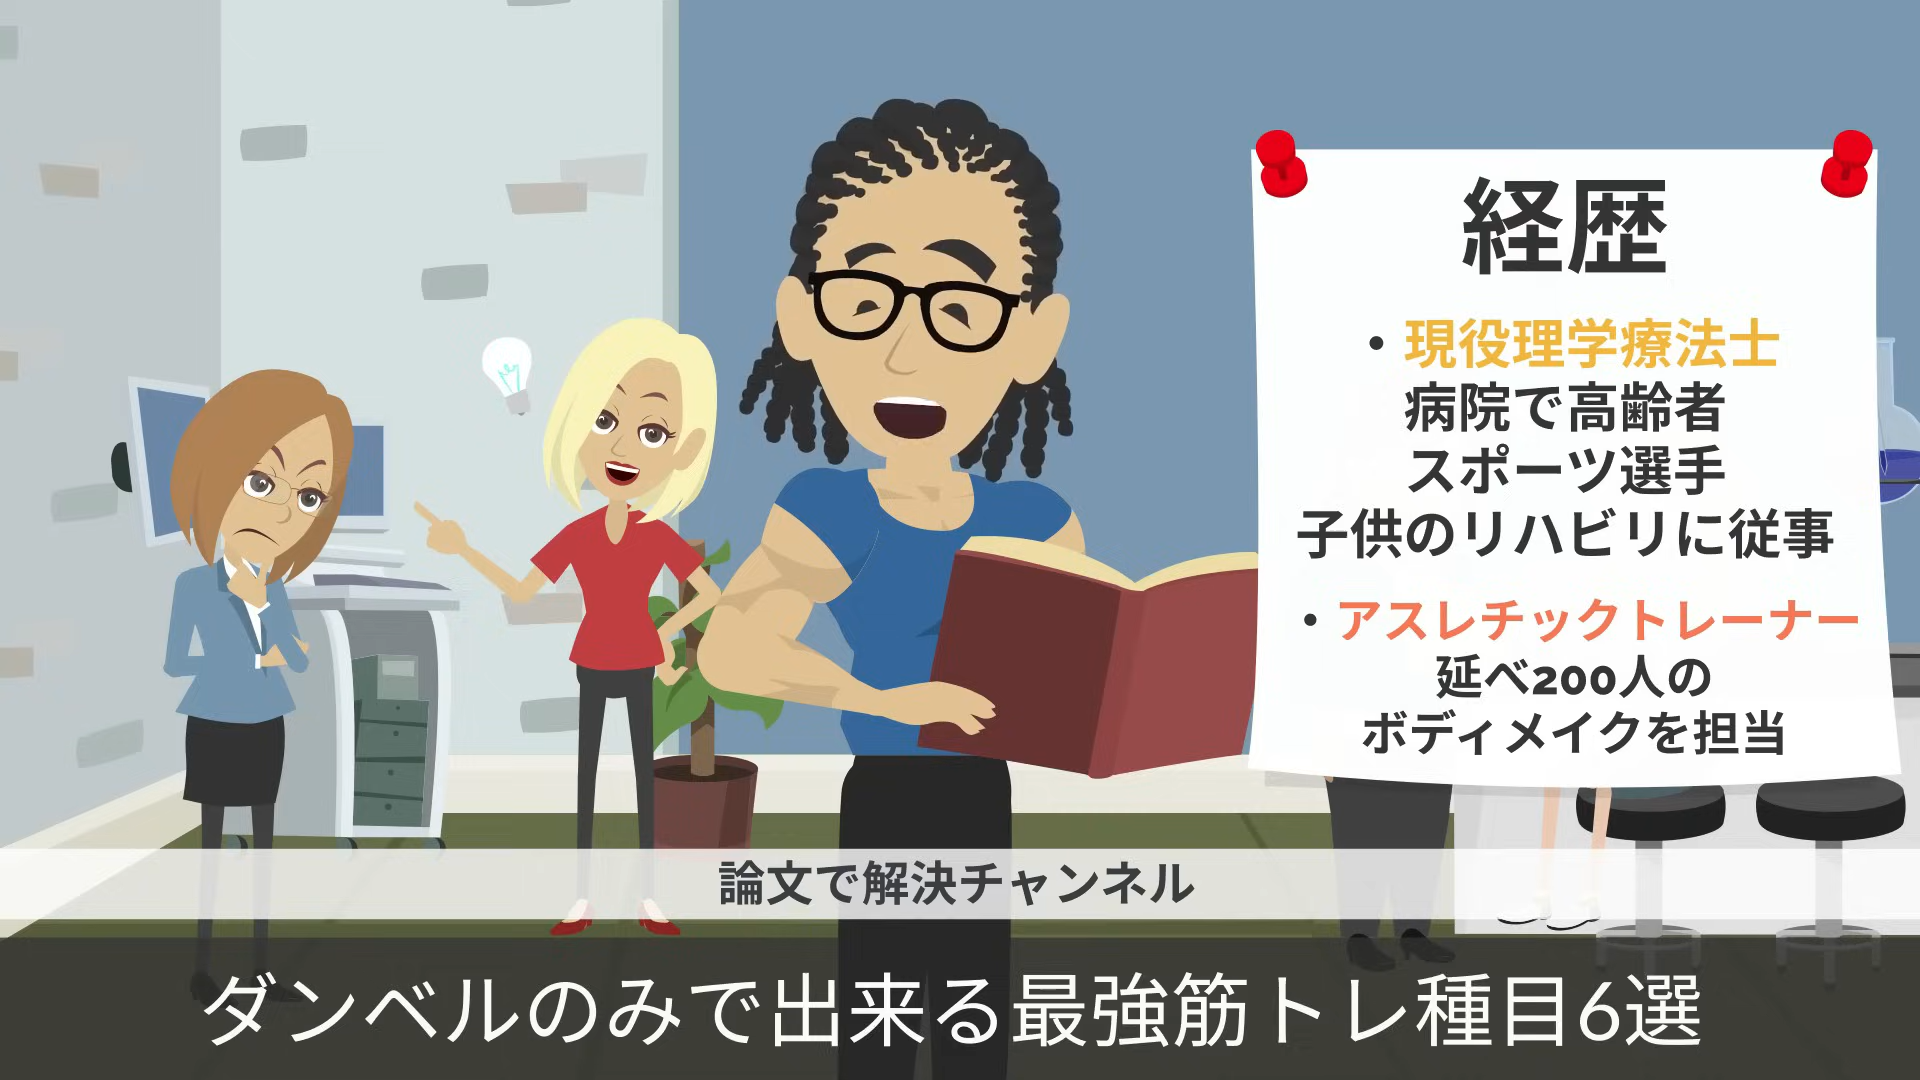 経歴
・現役理学療法士
病院で高齢者
スポーツ選手
子供のリハビリに従事
・アスレチックトレーナー
延べ200人の
ボディメイクを担当
論文で解決チャンネル
ダンベルのみで出来る最強筋トレ種目6選